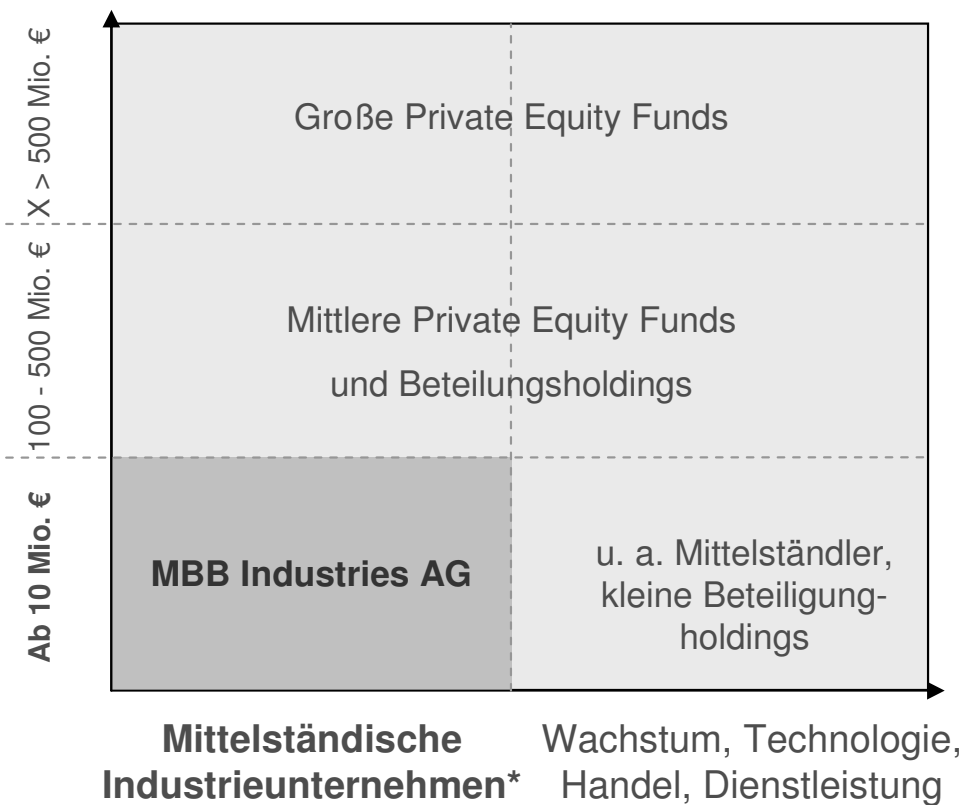 X > 500 Mio. €
Große Private Equity Funds
100 - 500 Mio. €
Mittlere Private Equity Funds
und Beteilungsholdings
Ab 10 Mio. €
MBB Industries AG
u. a. Mittelständler,
kleine Beteiligung-
holdings
Mittelständische
Industrieunternehmen*
Wachstum, Technologie,
Handel, Dienstleistung